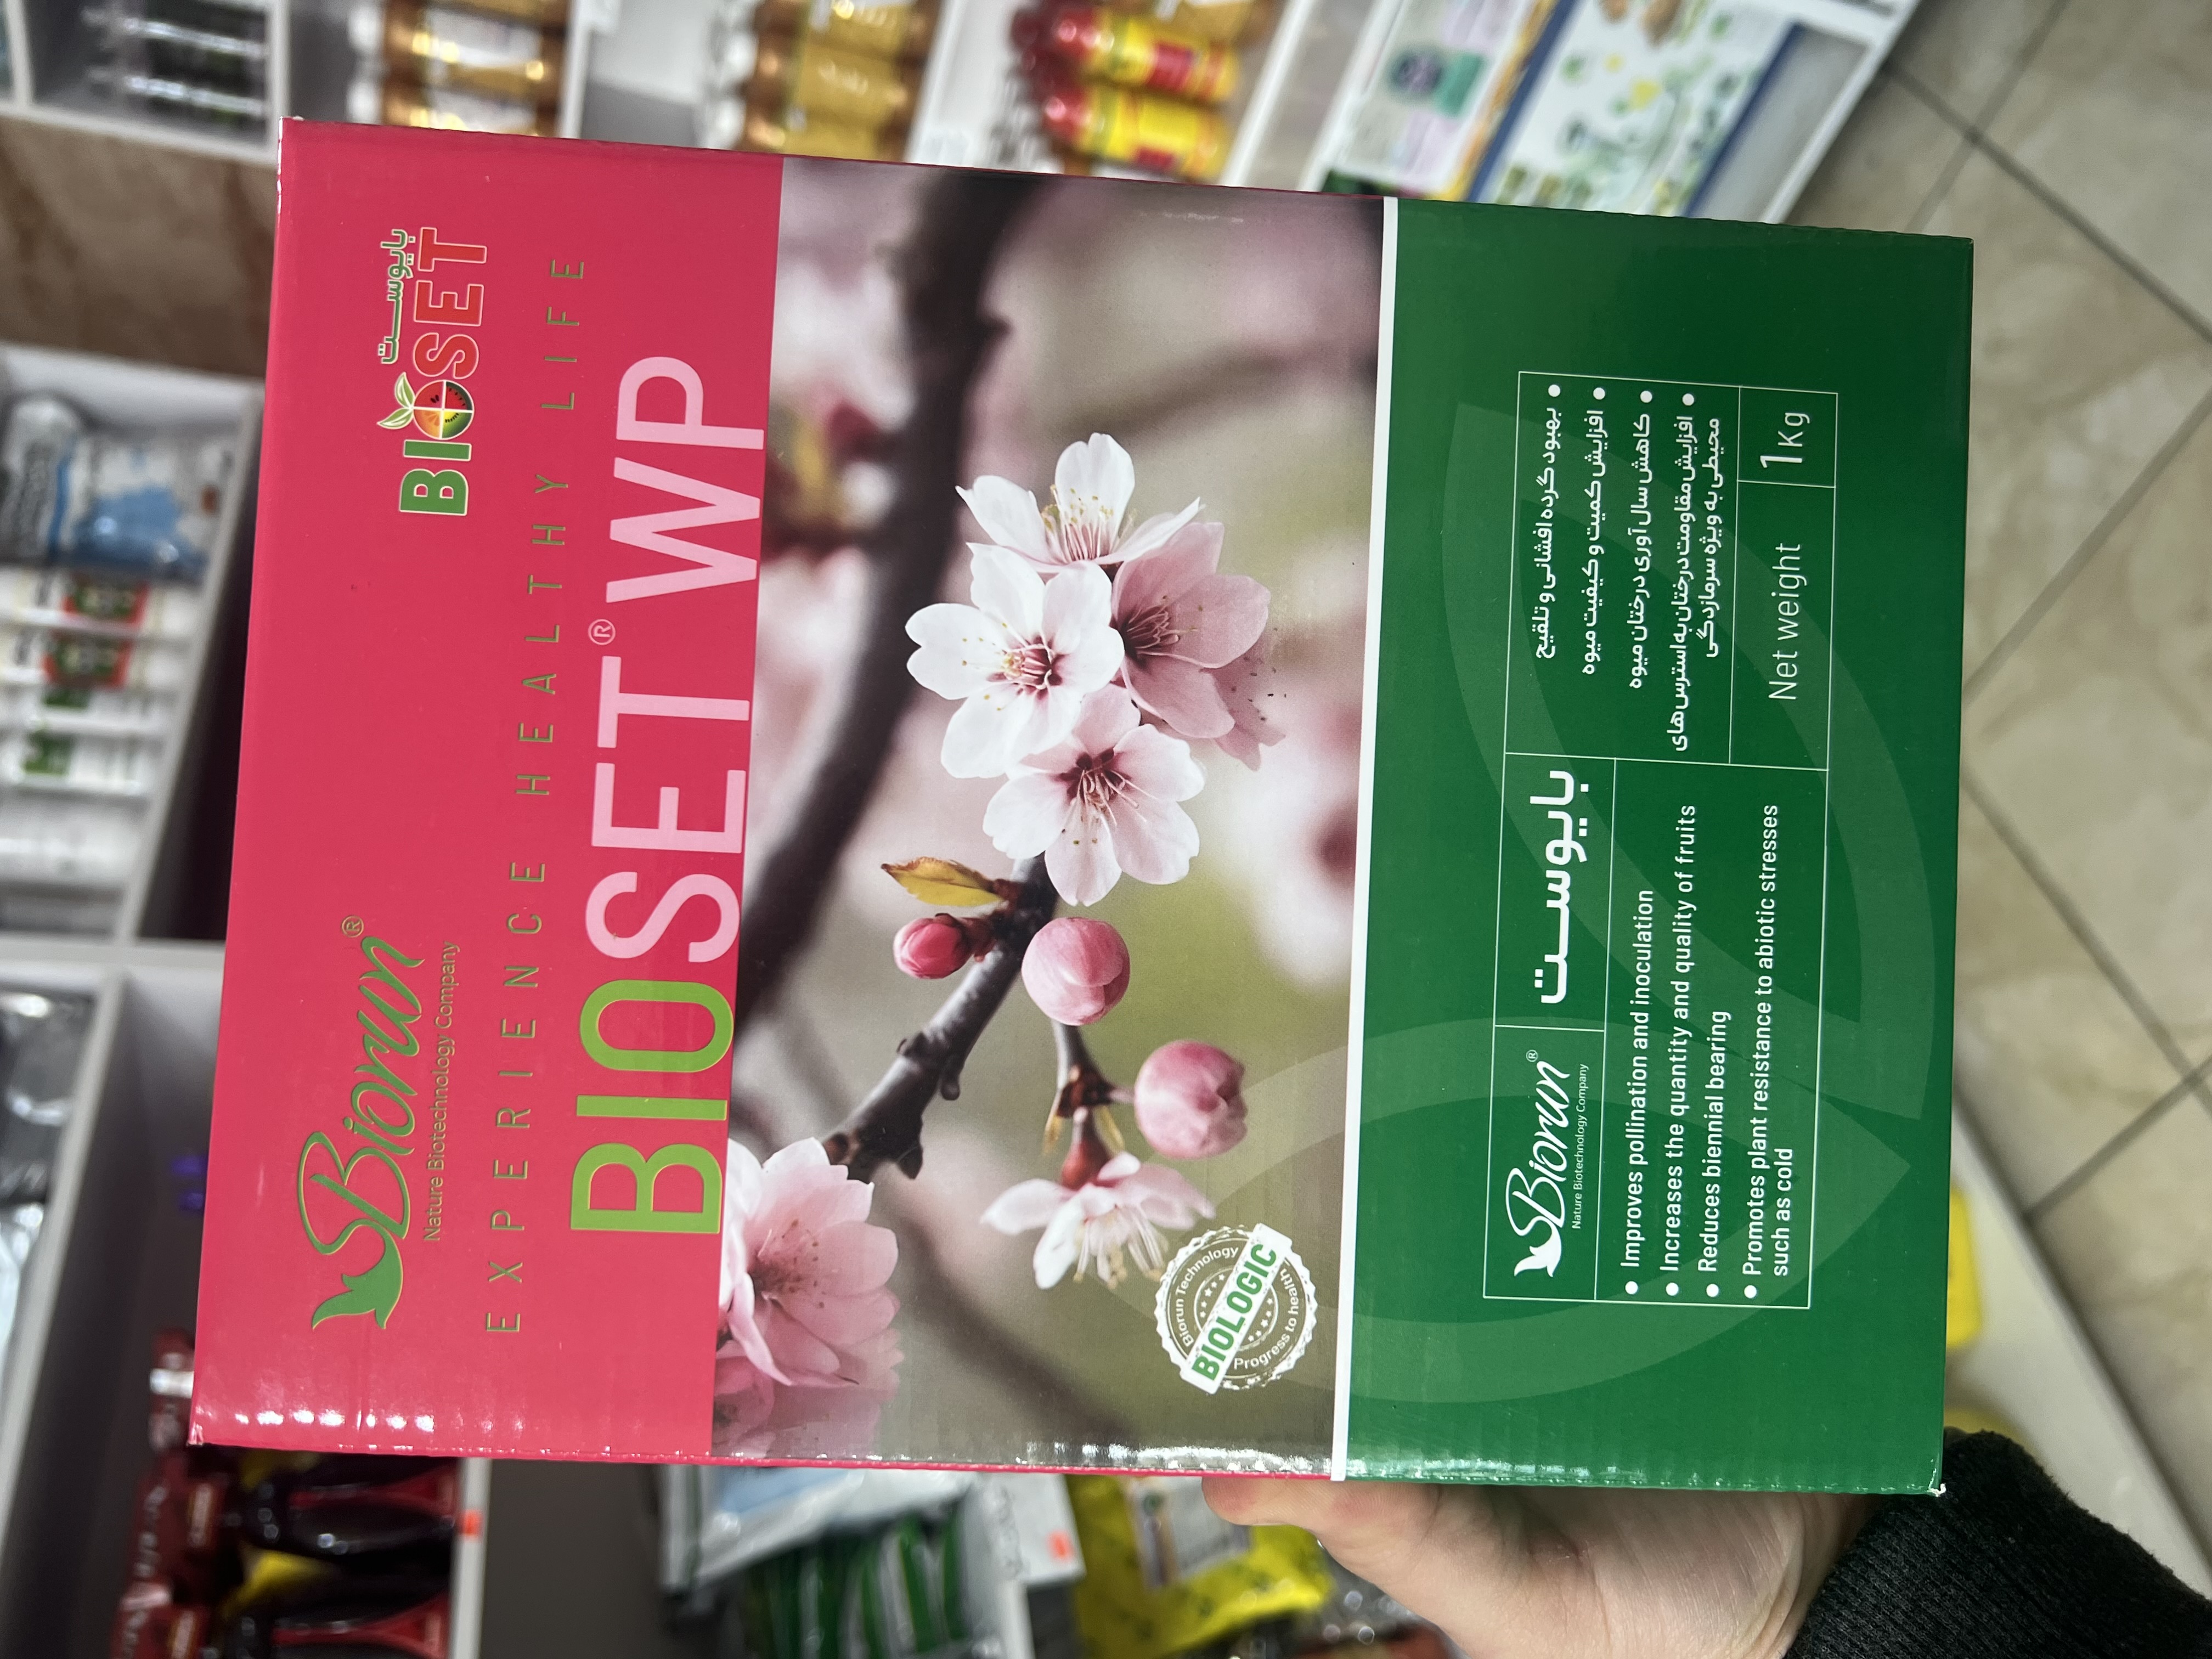 Biorun®
Nature Biotechnology Company
بایوست
BIOSET
EXPERIENCE HEALTHY LIFE
BIOSET® WP
Biorun Technology
BIOLOGIC
Progress to health
Biorun®
Nature Biotechnology Company
بایوست
• Improves pollination and inoculation
• Increases the quantity and quality of fruits
• Reduces biennial bearing
• Promotes plant resistance to abiotic stresses
such as cold
• بهبود گرده افشانی و تلقیح
• افزایش کمیت و کیفیت میوه
• کاهش سال آوری درختان میوه
• افزایش مقاومت درختان به استرس های
محیطی به ویژه سرمازدگی
Net weight
1Kg